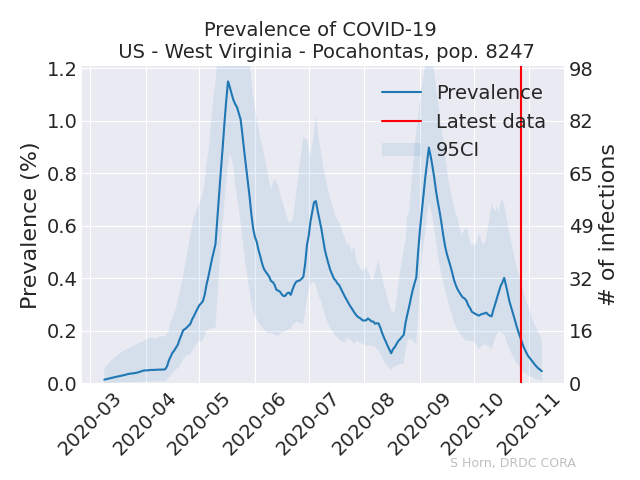 Prevalence of COVID-19
US - West Virginia - Pocahontas, pop. 8247
Prevalence (%)
1.2
1.0
0.8
0.6
0.4
0.2
0.0
98
82
65
49
32
16
0
# of infections
Prevalence
Latest data
95CI
2020-03
2020-04
2020-05
2020-06
2020-07
2020-08
2020-09
2020-10
2020-11
S Horn, DRDC CORA